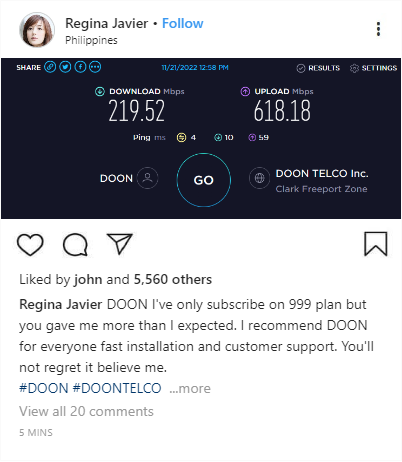 Regina Javier • Follow
Philippines
SHARE 11/21/2022 12:58 PM RESULTS SETTINGS
DOWNLOAD Mbps UPLOAD Mbps
219.52 618.18
Ping ms 4 10 59
DOON GO DOON TELCO Inc.
Clark Freeport Zone
Liked by john and 5,560 others
Regina Javier DOON I've only subscribe on 999 plan but
you gave me more than I expected. I recommend DOON
for everyone fast installation and customer support. You'll
not regret it believe me.
#DOON #DOONTELCO ...more
View all 20 comments
5 MINS